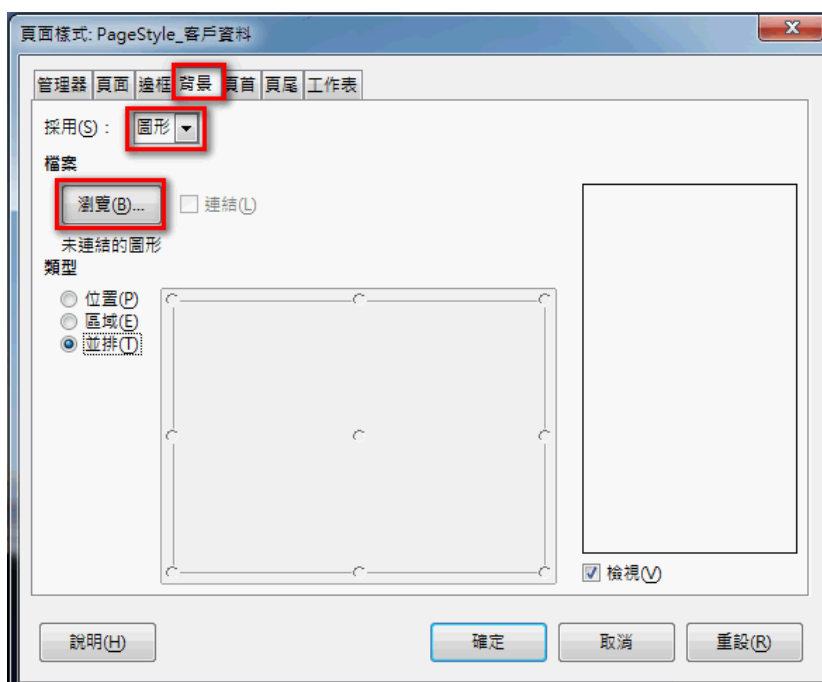 頁面樣式: PageStyle_客戶資料
管理器 頁面 邊框 背景 頁首 頁尾 工作表
採用(S)： 圖形
檔案
瀏覽(B)... 連結(L)
未連結的圖形
類型
位置(P)
區域(E)
並排(T)
檢視(V)
說明(H) 確定 取消 重設(R)